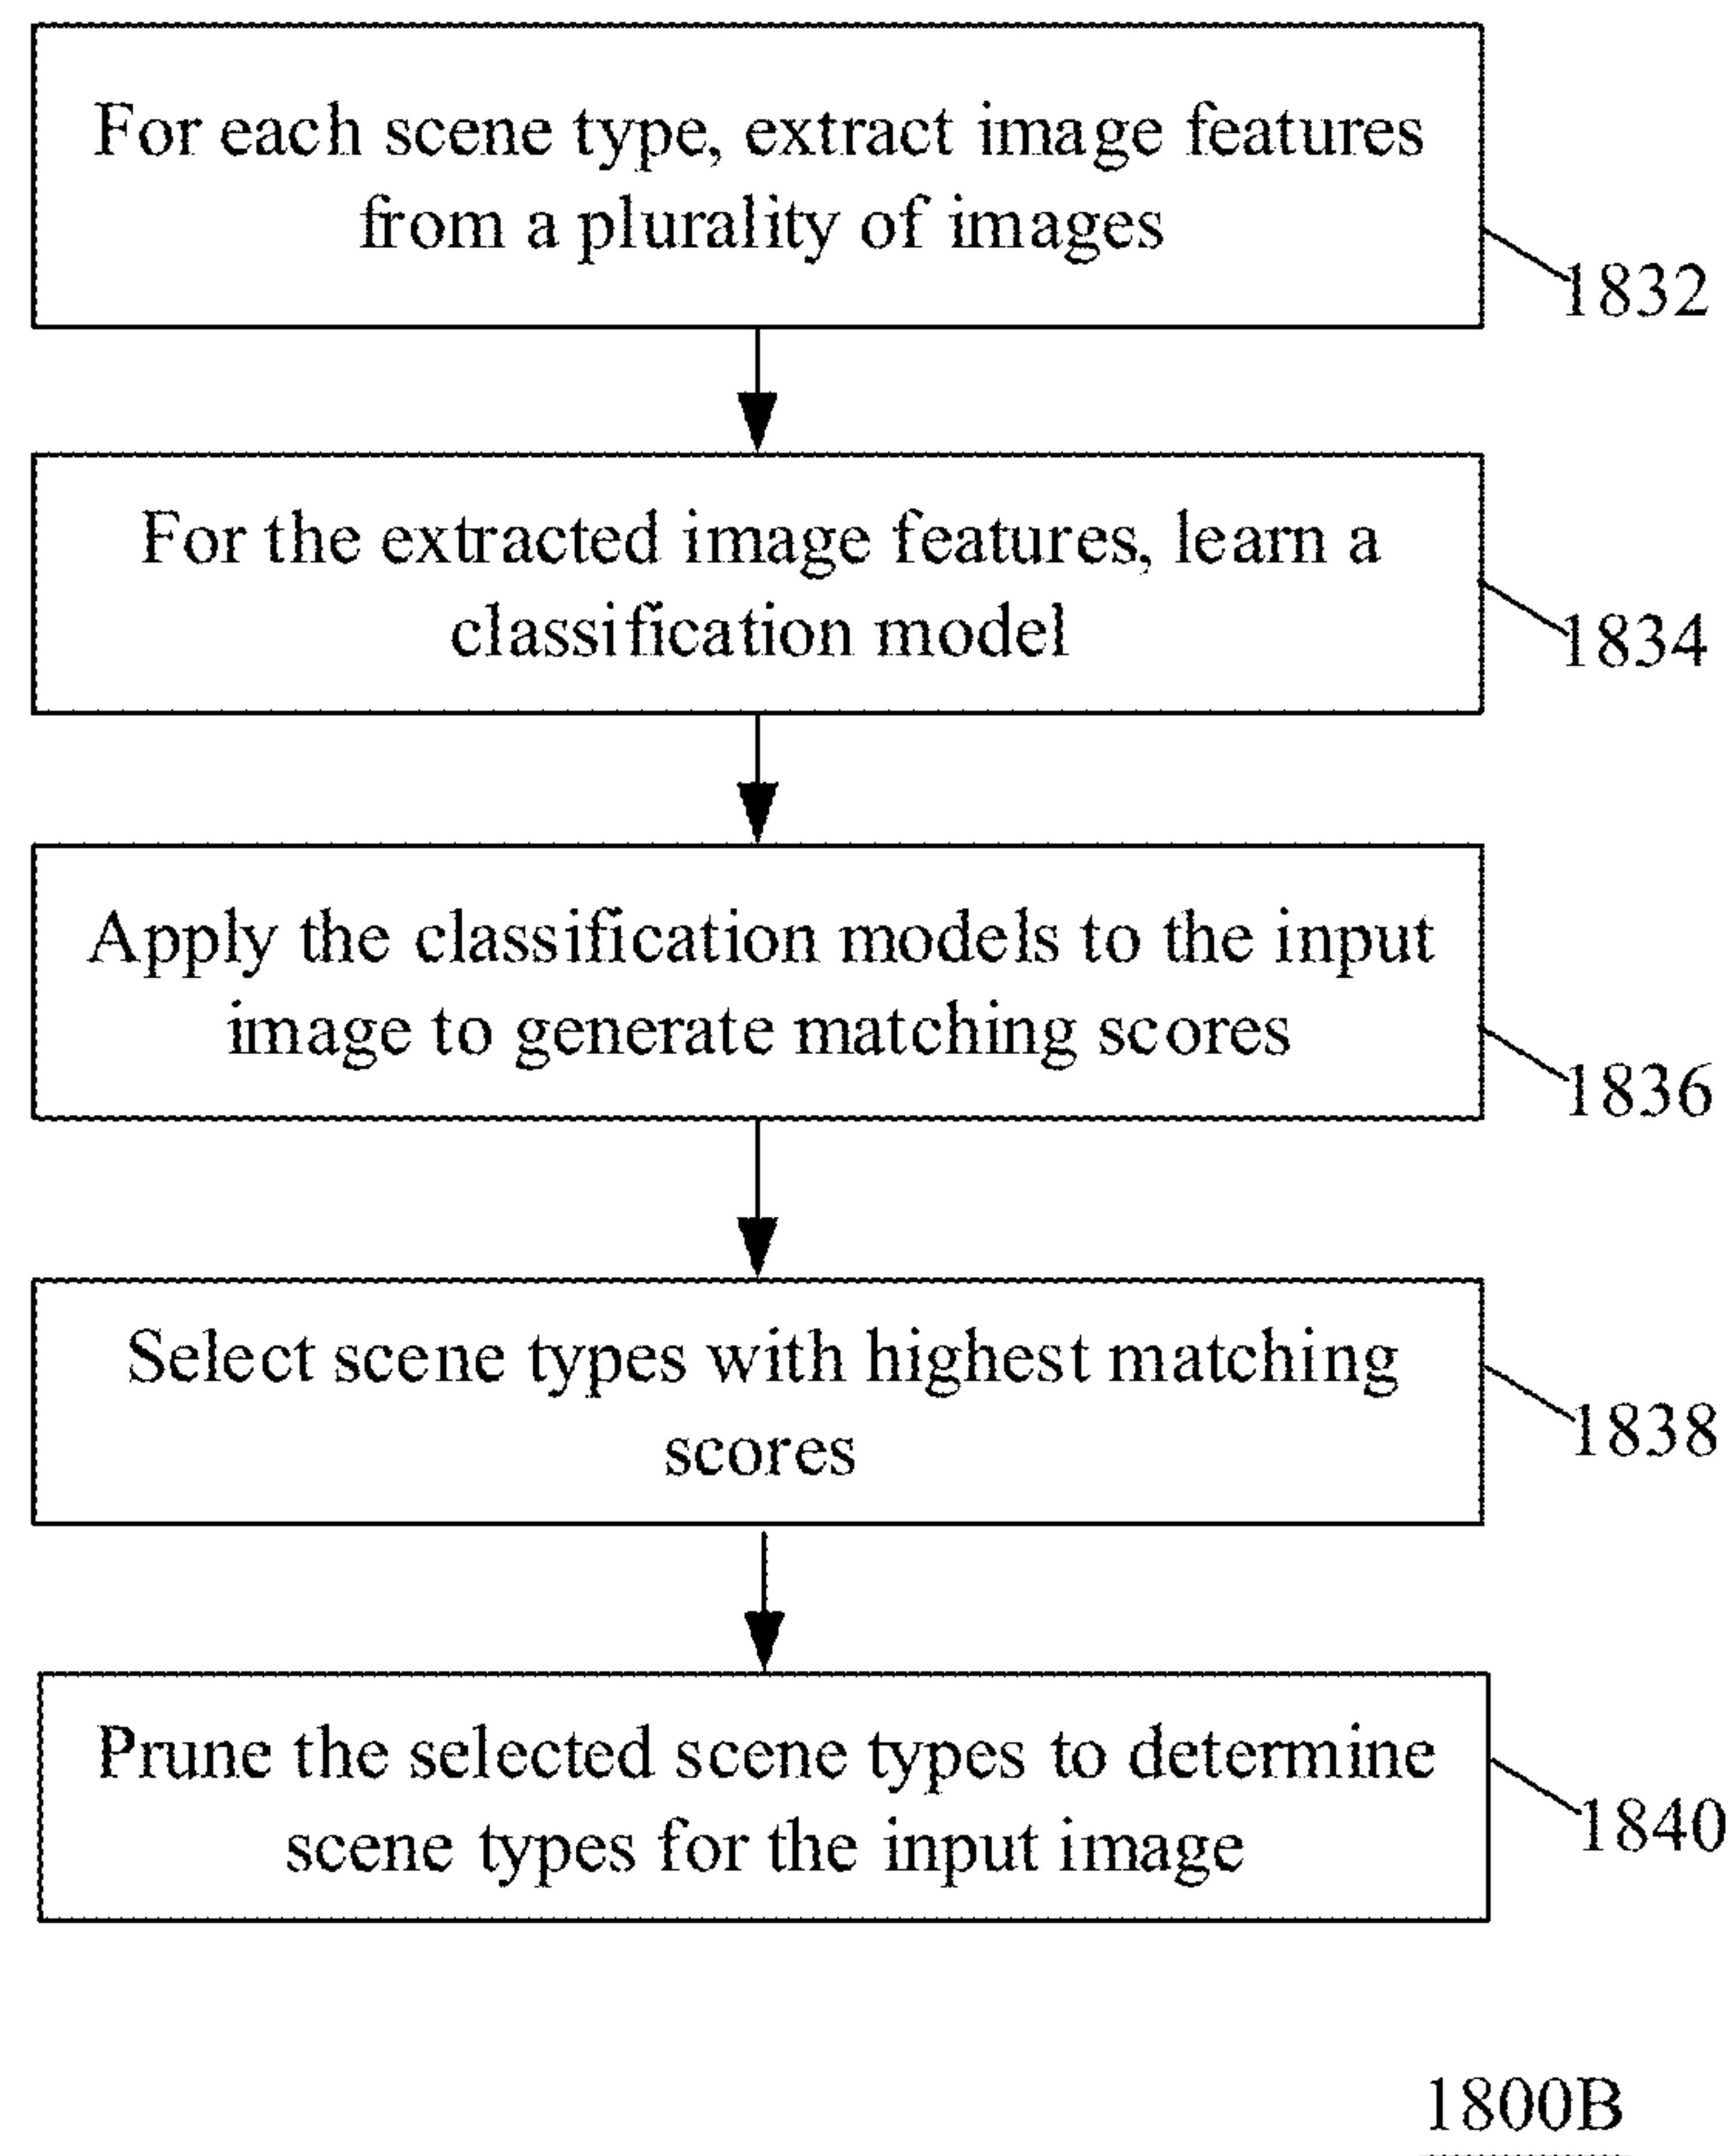 For each scene type, extract image features
from a plurality of images
1832
For the extracted image features, learn a
classification model
1834
Apply the classification models to the input
image to generate matching scores
1836
Select scene types with highest matching
scores
1838
Prune the selected scene types to determine
scene types for the input image
1840
1800B